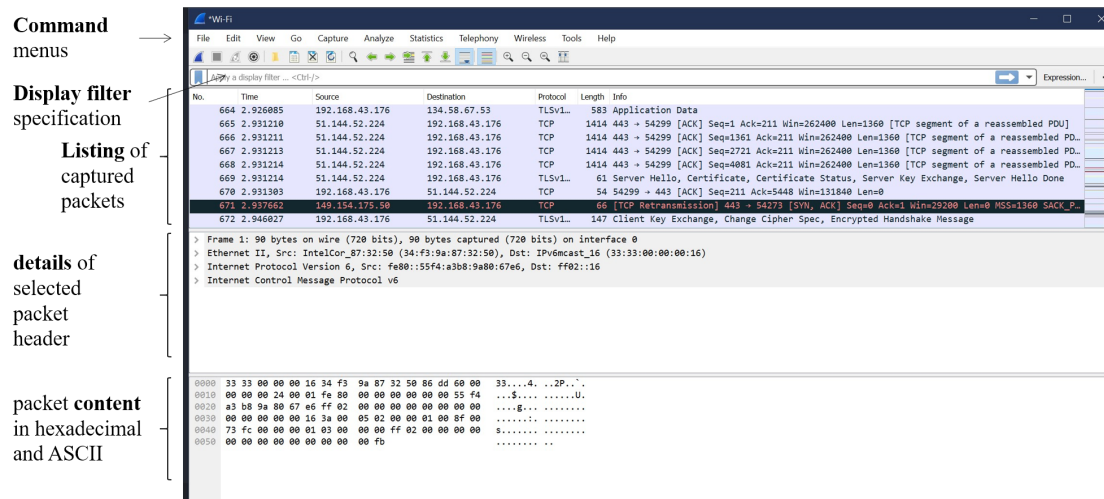 Command
menus
Display filter
specification
Listing of
captured
packets
details of
selected
packet
header
packet content
in hexadecimal
and ASCII
*Wi-Fi
File Edit View Go Capture Analyze Statistics Telephony Wireless Tools Help
a display filter ... <Ctrl-/>
Expression...
No. Time Source Destination Protocol Length Info
664 2.926085 192.168.43.176 134.58.67.53 TLSv1... 583 Application Data
665 2.931210 51.144.52.224 192.168.43.176 TCP 1414 443 → 54299 [ACK] Seq=1 Ack=211 Win=262400 Len=1360 [TCP segment of a reassembled PDU]
666 2.931211 51.144.52.224 192.168.43.176 TCP 1414 443 → 54299 [ACK] Seq=1361 Ack=211 Win=262400 Len=1360 [TCP segment of a reassembled PD...
667 2.931213 51.144.52.224 192.168.43.176 TCP 1414 443 → 54299 [ACK] Seq=2721 Ack=211 Win=262400 Len=1360 [TCP segment of a reassembled PD...
668 2.931214 51.144.52.224 192.168.43.176 TCP 1414 443 → 54299 [ACK] Seq=4081 Ack=211 Win=262400 Len=1360 [TCP segment of a reassembled PD...
669 2.931214 51.144.52.224 192.168.43.176 TLSv1... 61 Server Hello, Certificate, Certificate Status, Server Key Exchange, Server Hello Done
670 2.931303 192.168.43.176 51.144.52.224 TCP 54 54299 → 443 [ACK] Seq=211 Ack=5448 Win=131840 Len=0
671 2.937662 149.154.175.50 192.168.43.176 TCP 66 [TCP Retransmission] 443 → 54273 [SYN, ACK] Seq=0 Ack=1 Win=29200 Len=0 MSS=1360 SACK_P...
672 2.946027 192.168.43.176 51.144.52.224 TLSv1... 147 Client Key Exchange, Change Cipher Spec, Encrypted Handshake Message
> Frame 1: 90 bytes on wire (720 bits), 90 bytes captured (720 bits) on interface 0
> Ethernet II, Src: IntelCor_87:32:50 (34:f3:9a:87:32:50), Dst: IPv6mcast_16 (33:33:00:00:00:16)
> Internet Protocol Version 6, Src: fe80::55f4:a3b8:9a80:67e6, Dst: ff02::16
> Internet Control Message Protocol v6
0000 33 33 00 00 00 16 34 f3 9a 87 32 50 86 dd 60 00 33....4. ..2P..`.
0010 00 00 00 24 00 01 fe 80 00 00 00 00 00 00 55 f4 ...$.... ......U.
0020 a3 b8 9a 80 67 e6 ff 02 00 00 00 00 00 00 00 00 ....g... ........
0030 00 00 00 00 00 16 3a 00 05 02 00 00 01 00 8f 00 ......:. ........
0040 73 fc 00 00 00 01 03 00 00 00 ff 02 00 00 00 00 s....... ........
0050 00 00 00 00 00 00 00 00 00 fb ........ ..